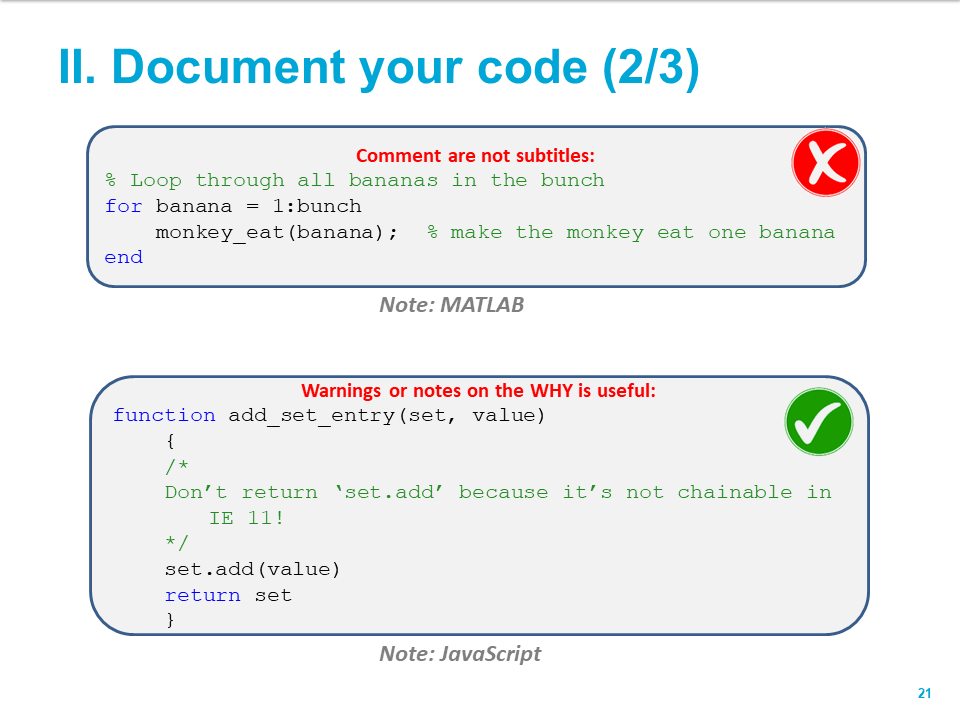 II. Document your code (2/3)
Comment are not subtitles:
% Loop through all bananas in the bunch
for banana = 1:bunch
    monkey_eat(banana);  % make the monkey eat one banana
end
Note: MATLAB
Warnings or notes on the WHY is useful:
function add_set_entry(set, value)
    {
    /*
    Don’t return ‘set.add’ because it’s not chainable in
        IE 11!
    */
    set.add(value)
    return set
    }
Note: JavaScript
21